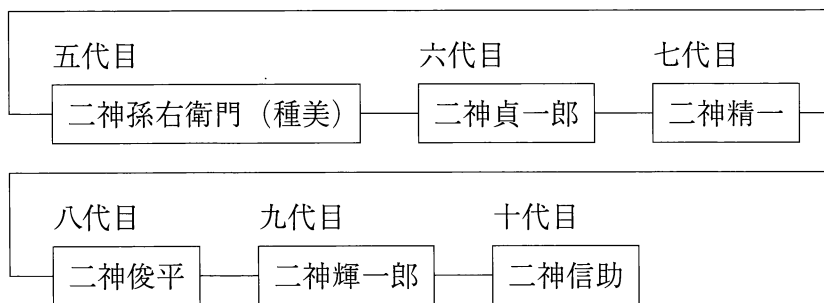 五代目 六代目 七代目
二神孫右衛門（種美） 二神貞一郎 二神精一
八代目 九代目 十代目
二神俊平 二神輝一郎 二神信助